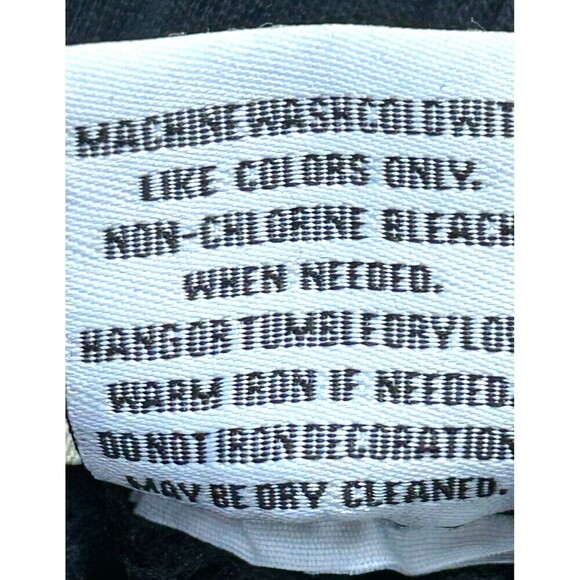 MACHINE WASH COLD WIT
LIKE COLORS ONLY.
NON-CHLORINE BLEACH
WHEN NEEDED.
HANG OR TUMBLE DRY LOW
WARM IRON IF NEEDED.
DO NOT IRON DECORATION
MAY BE DRY CLEANED.